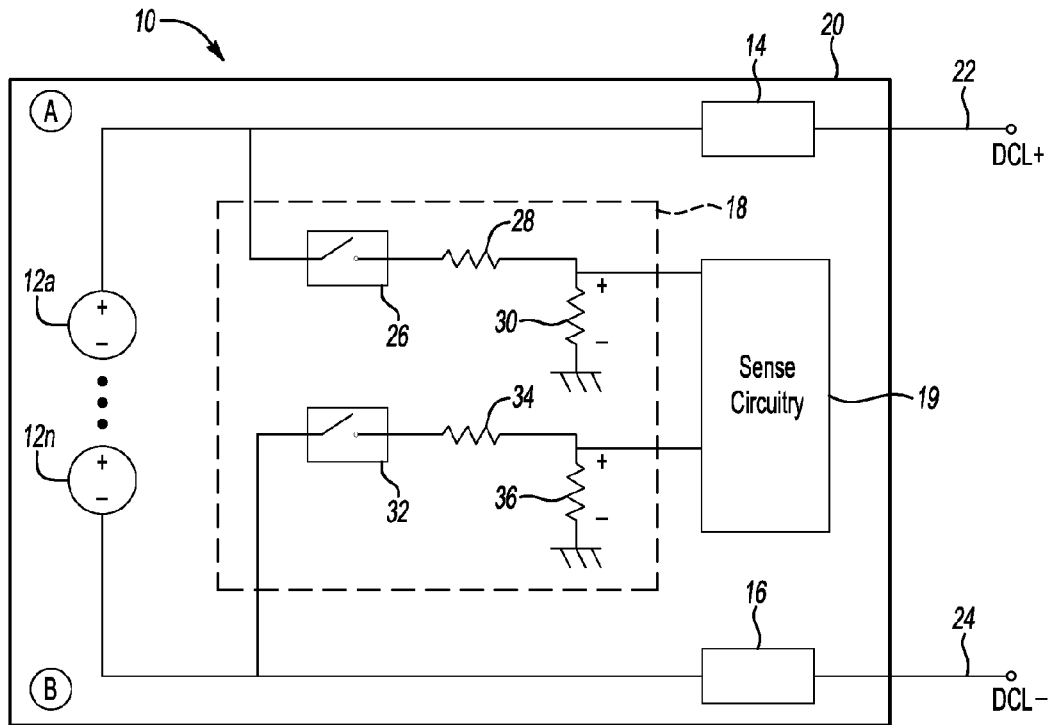 10
14
20
22
A
DCL+
18
28
12a
+
−
26
30
+
−
Sense
Circuitry
19
34
12n
+
−
32
36
+
−
16
24
B
DCL−